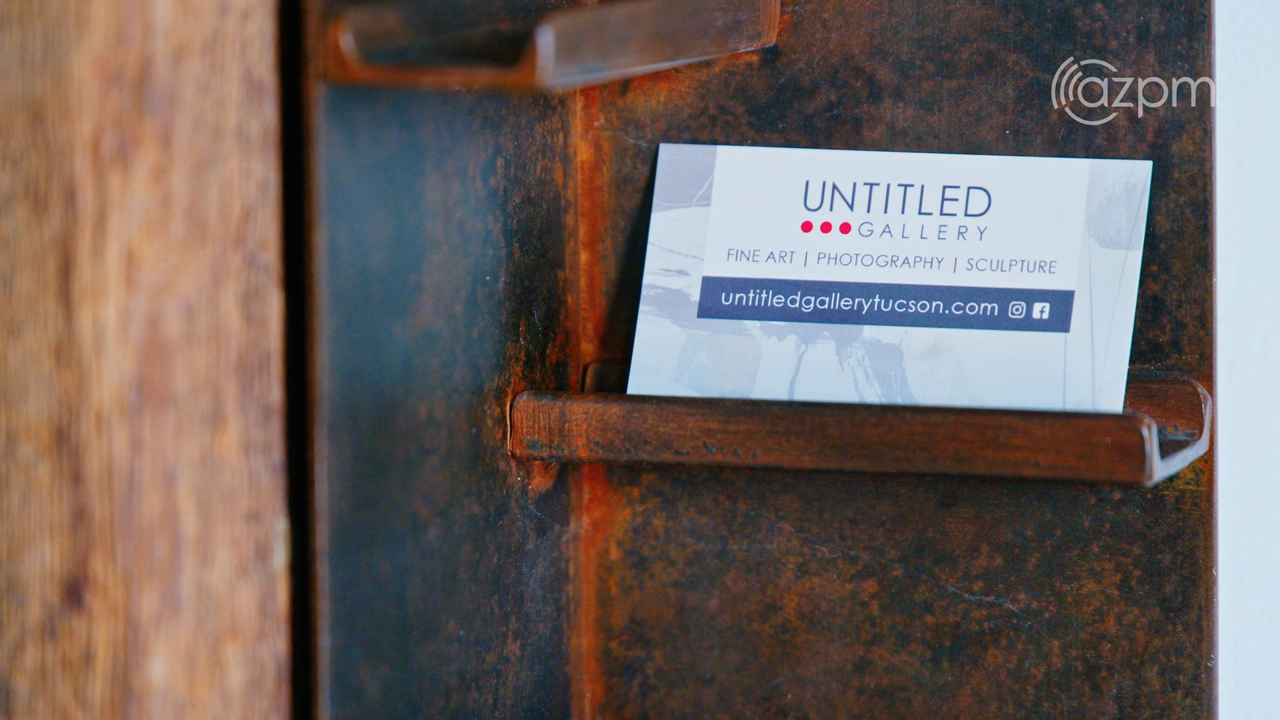 azpm
UNTITLED
GALLERY
FINE ART | PHOTOGRAPHY | SCULPTURE
untitledgallerytucson.com